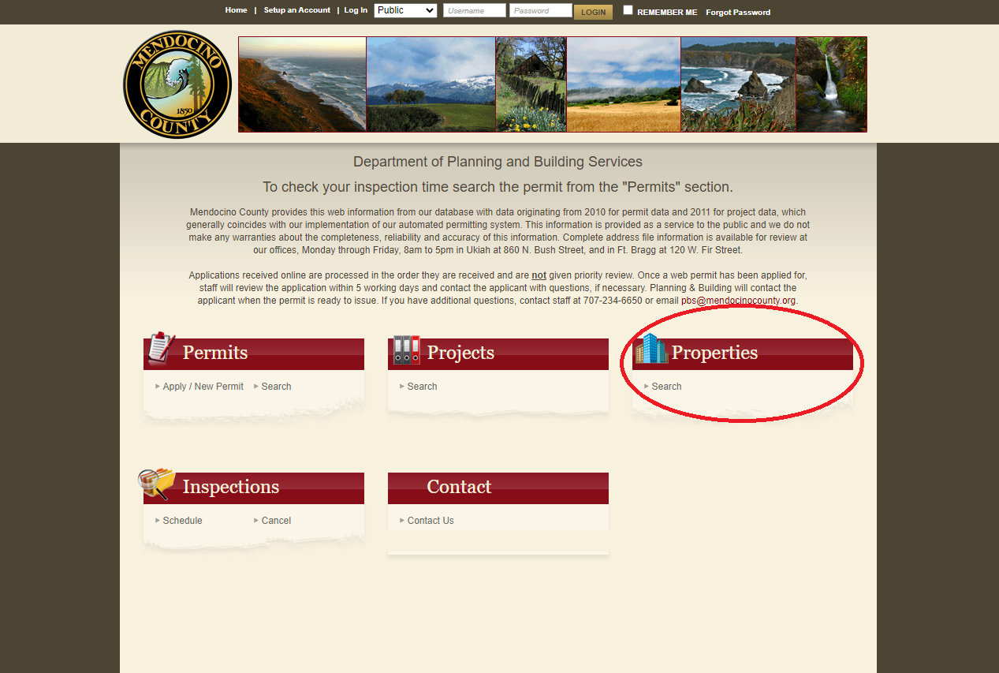 Home | Setup an Account | Log In Public Username Password LOGIN REMEMBER ME Forgot Password
MENDOCINO
1850
COUNTY
Department of Planning and Building Services
To check your inspection time search the permit from the "Permits" section.
Mendocino County provides this web information from our database with data originating from 2010 for permit data and 2011 for project data, which
generally coincides with our implementation of our automated permitting system. This information is provided as a service to the public and we do not
make any warranties about the completeness, reliability and accuracy of this information. Complete address file information is available for review at
our offices, Monday through Friday, 8am to 5pm in Ukiah at 860 N. Bush Street, and in Ft. Bragg at 120 W. Fir Street.
Applications received online are processed in the order they are received and are not given priority review. Once a web permit has been applied for,
staff will review the application within 5 working days and contact the applicant with questions, if necessary. Planning & Building will contact the
applicant when the permit is ready to issue. If you have additional questions, contact staff at 707-234-6650 or email pbs@mendocinocounty.org.
Permits
Apply / New Permit Search
Projects
Search
Properties
Search
Inspections
Schedule Cancel
Contact
Contact Us